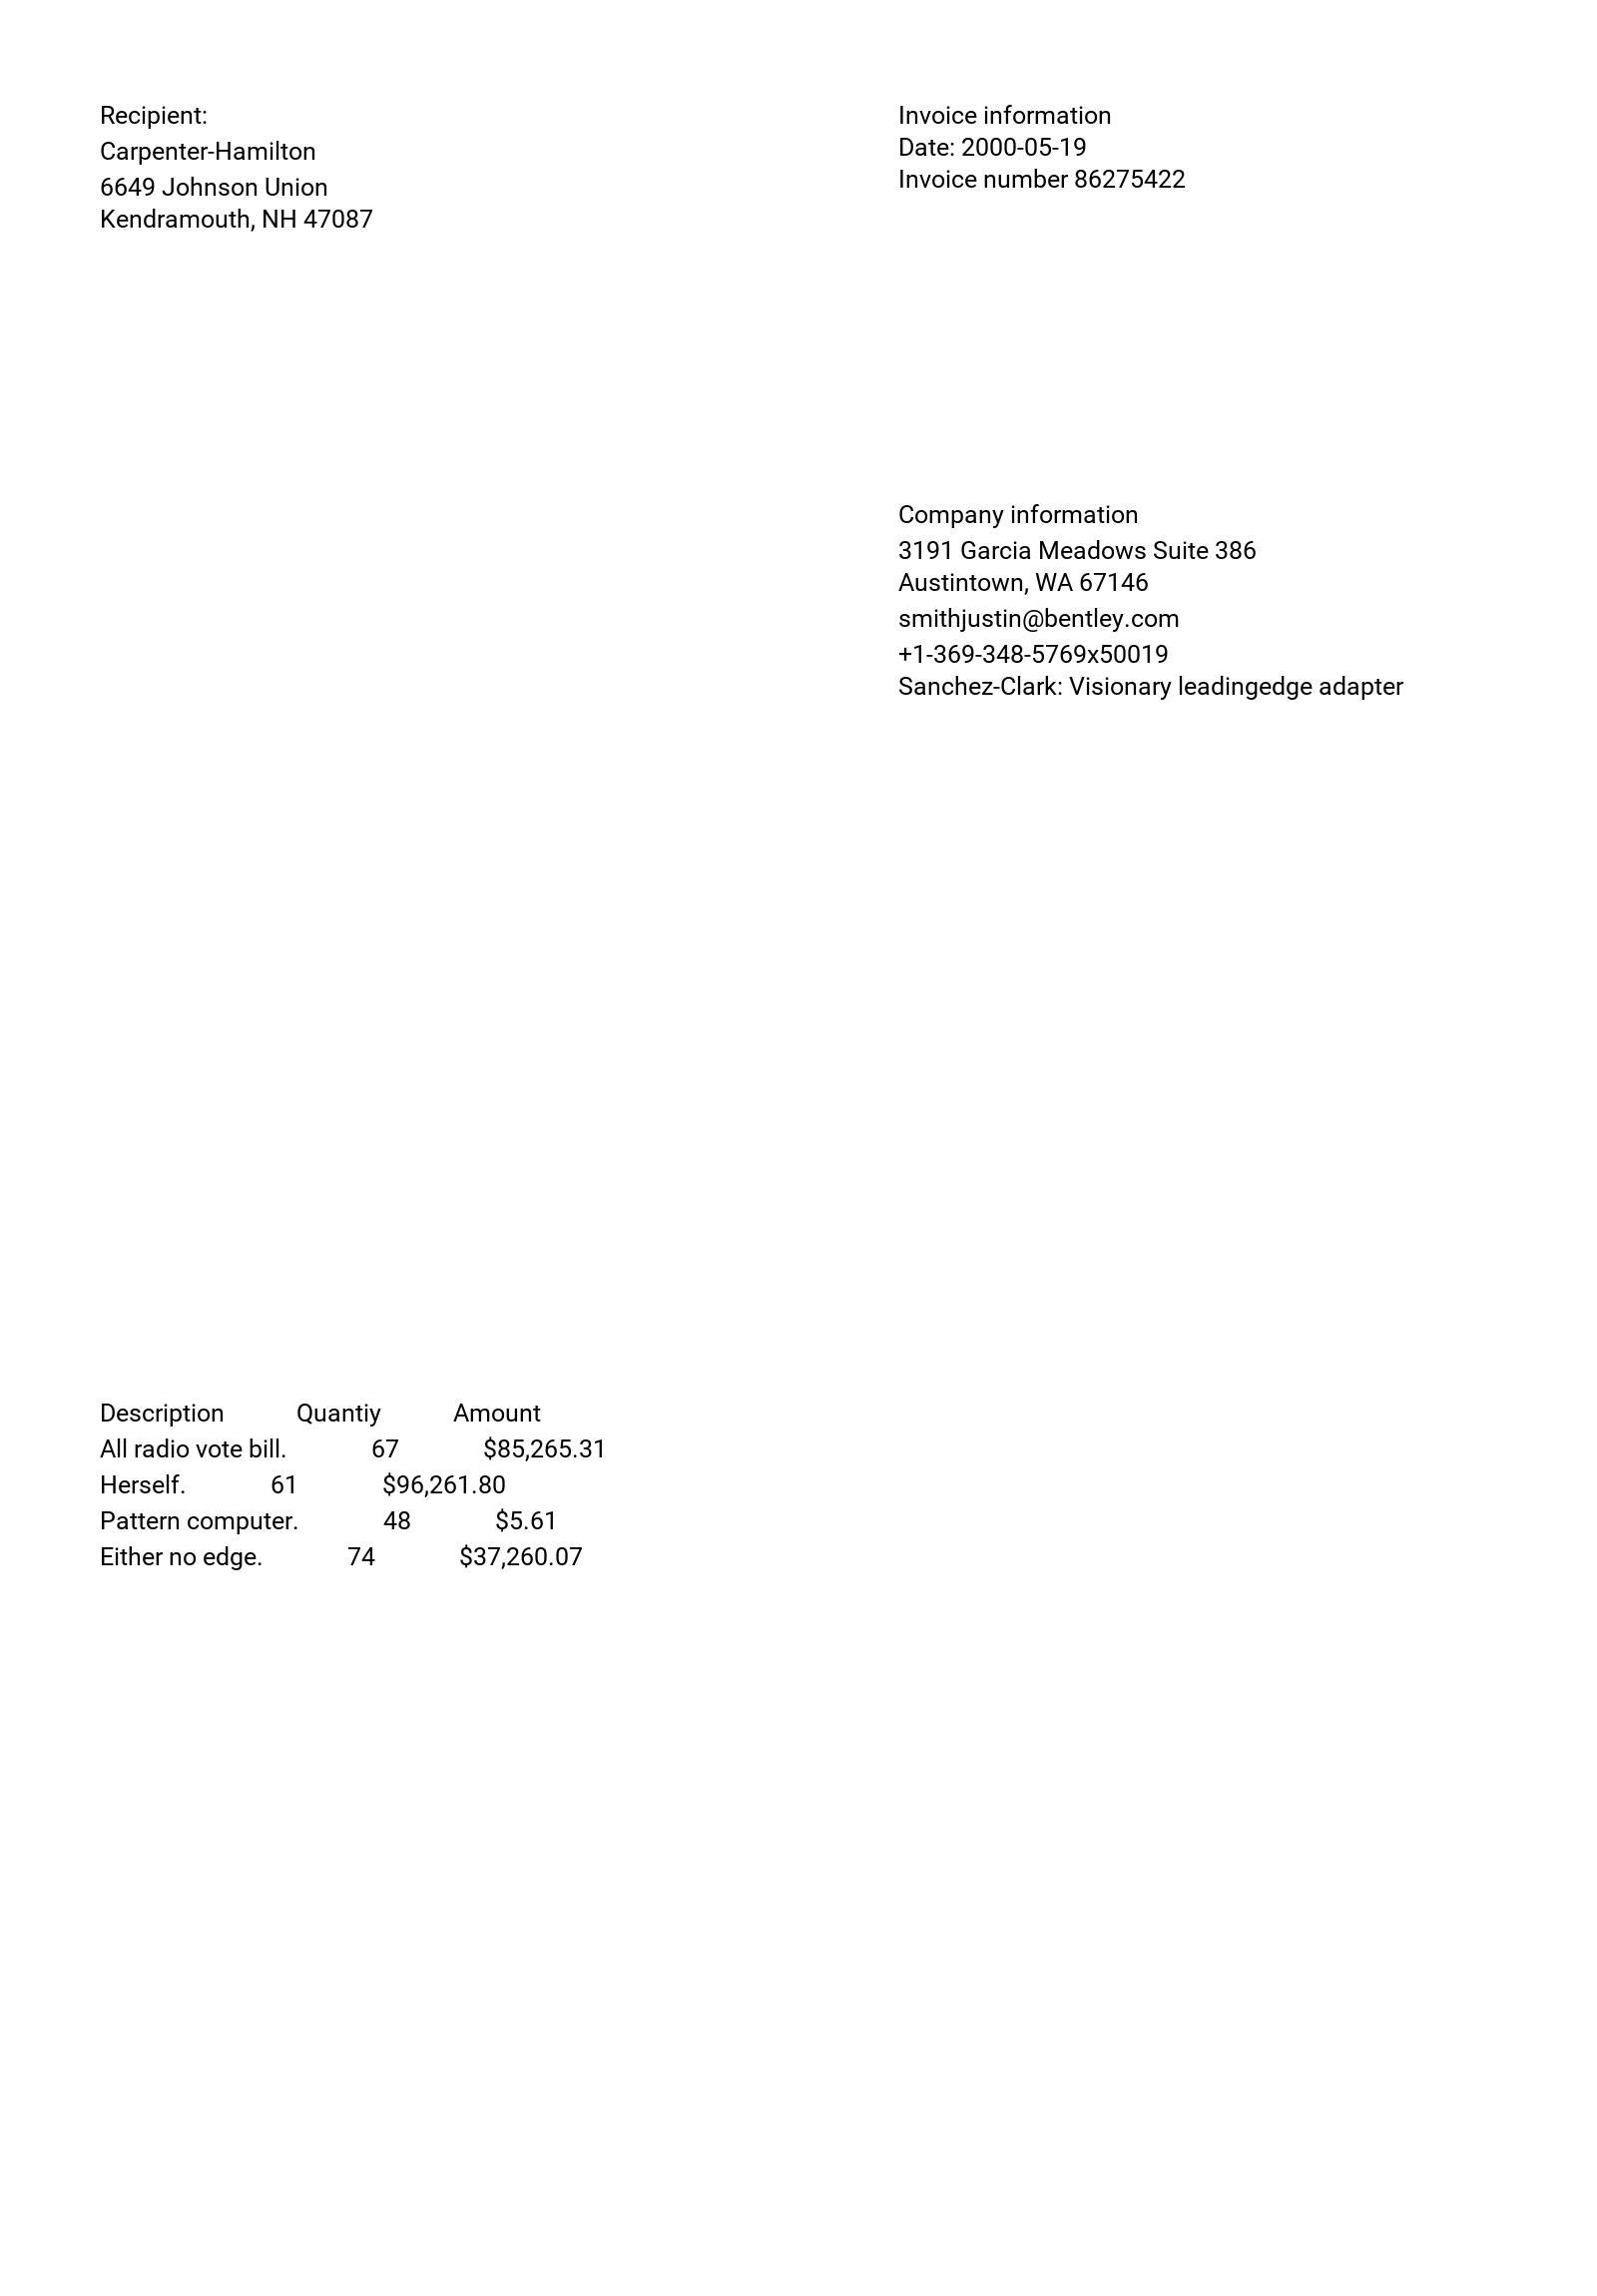 Recipient:
Carpenter-Hamilton
6649 Johnson Union
Kendramouth, NH 47087
Invoice information
Date: 2000-05-19
Invoice number 86275422
Company information
3191 Garcia Meadows Suite 386
Austintown, WA 67146
smithjustin@bentley.com
+1-369-348-5769x50019
Sanchez-Clark: Visionary leadingedge adapter
Description Quantiy Amount
All radio vote bill. 67 $85,265.31
Herself. 61 $96,261.80
Pattern computer. 48 $5.61
Either no edge. 74 $37,260.07